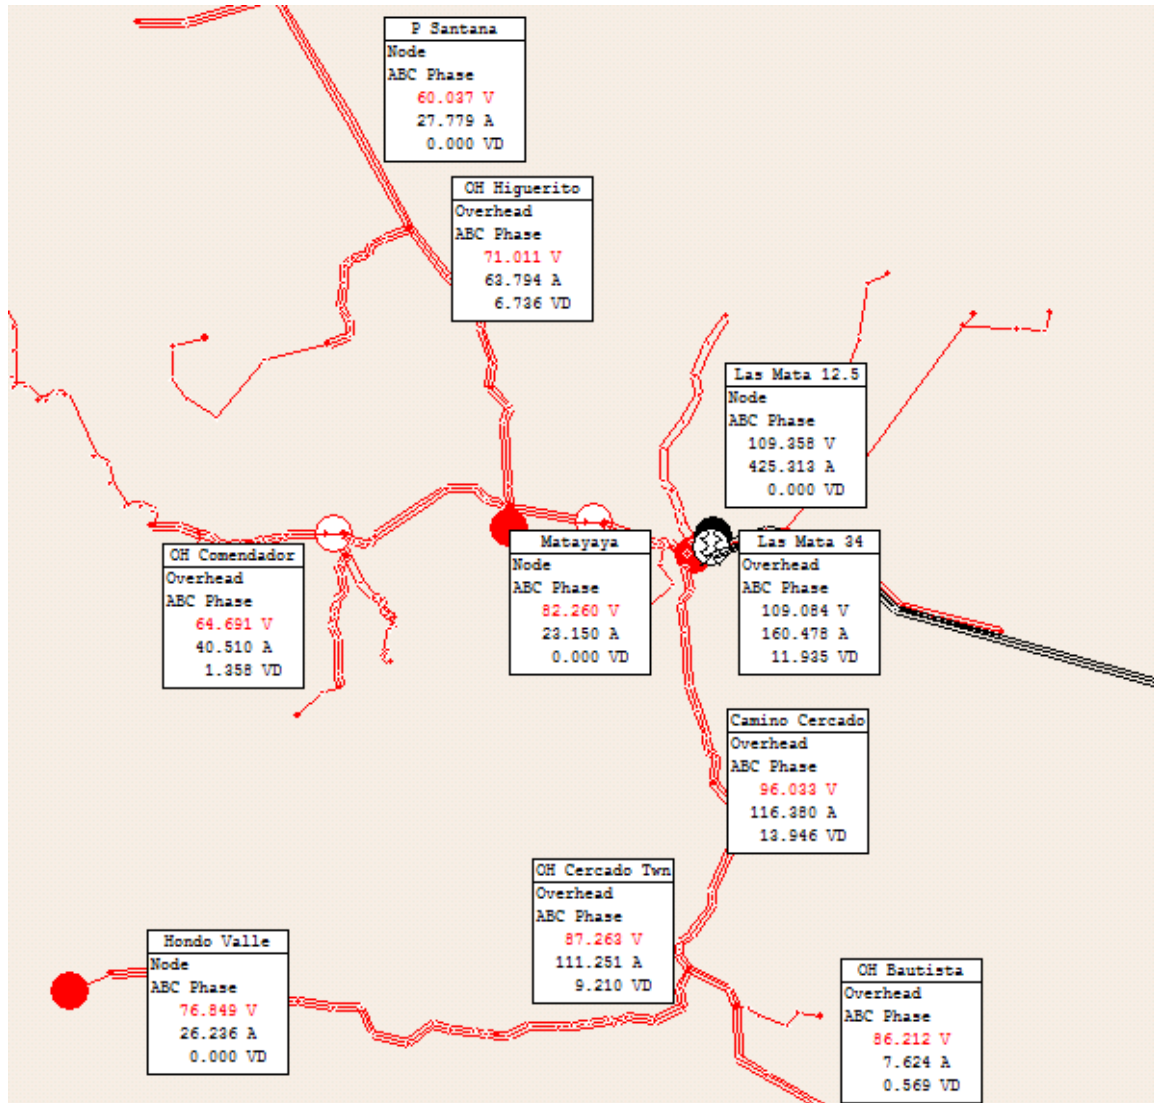 P Santana
Node
ABC Phase
60.037 V
27.779 A
0.000 VD
OH Higuerito
Overhead
ABC Phase
71.011 V
63.794 A
6.736 VD
Las Mata 12.5
Node
ABC Phase
109.358 V
425.313 A
0.000 VD
OH Comendador
Overhead
ABC Phase
64.691 V
40.510 A
1.358 VD
Matayaya
Node
ABC Phase
82.260 V
23.150 A
0.000 VD
Las Mata 34
Overhead
ABC Phase
109.084 V
160.478 A
11.935 VD
Camino Cercado
Overhead
ABC Phase
96.033 V
116.380 A
13.946 VD
OH Cercado Twn
Overhead
ABC Phase
87.263 V
111.251 A
9.210 VD
Hondo Valle
Node
ABC Phase
76.849 V
26.236 A
0.000 VD
OH Bautista
Overhead
ABC Phase
86.212 V
7.624 A
0.569 VD